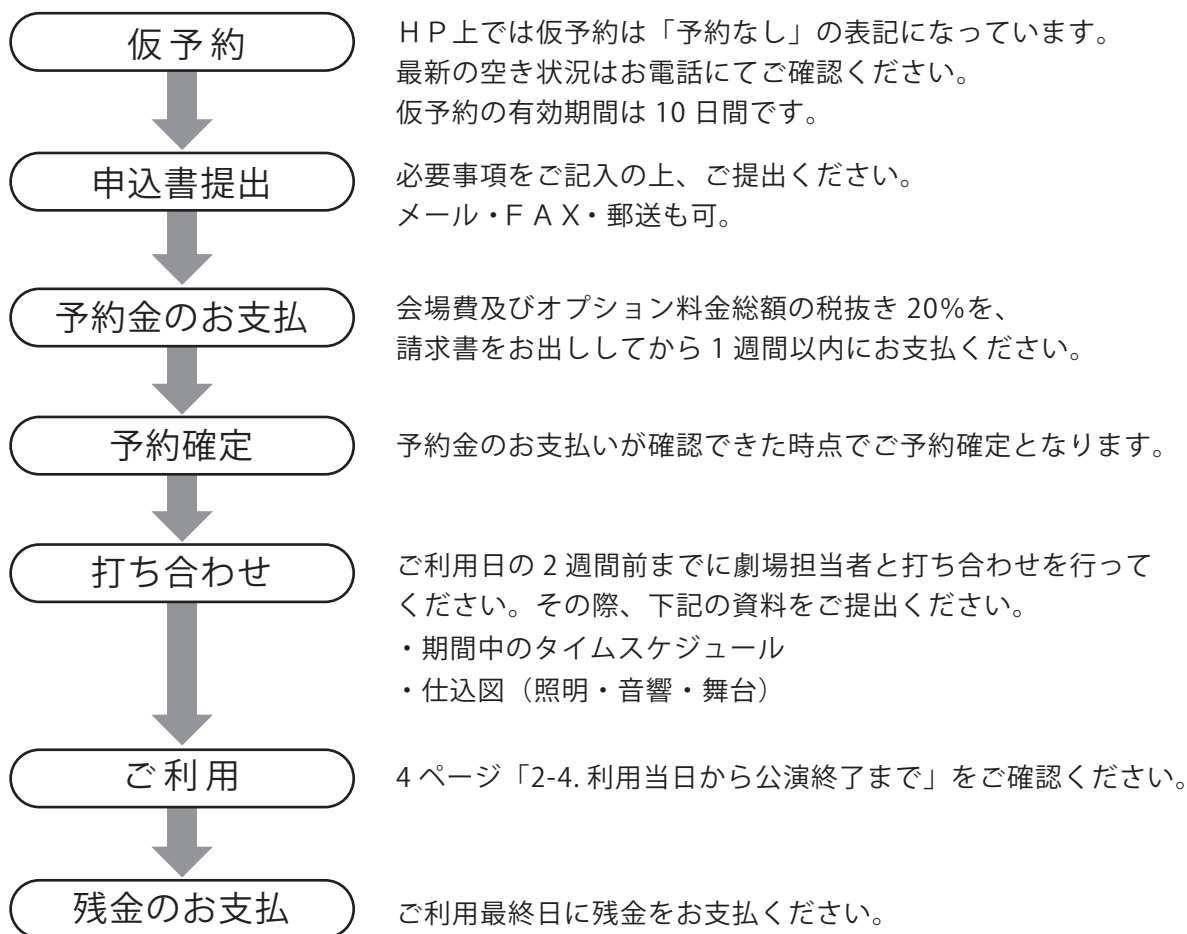 仮予約
ＨＰ上では仮予約は「予約なし」の表記になっています。
最新の空き状況はお電話にてご確認ください。
仮予約の有効期間は 10 日間です。
申込書提出
必要事項をご記入の上、ご提出ください。
メール・ＦＡＸ・郵送も可。
予約金のお支払
会場費及びオプション料金総額の税抜き 20％を、
請求書をお出ししてから 1 週間以内にお支払ください。
予約確定
予約金のお支払いが確認できた時点でご予約確定となります。
打ち合わせ
ご利用日の 2 週間前までに劇場担当者と打ち合わせを行って
ください。その際、下記の資料をご提出ください。
・期間中のタイムスケジュール
・仕込図（照明・音響・舞台）
ご利用
4 ページ「2-4. 利用当日から公演終了まで」をご確認ください。
残金のお支払
ご利用最終日に残金をお支払ください。